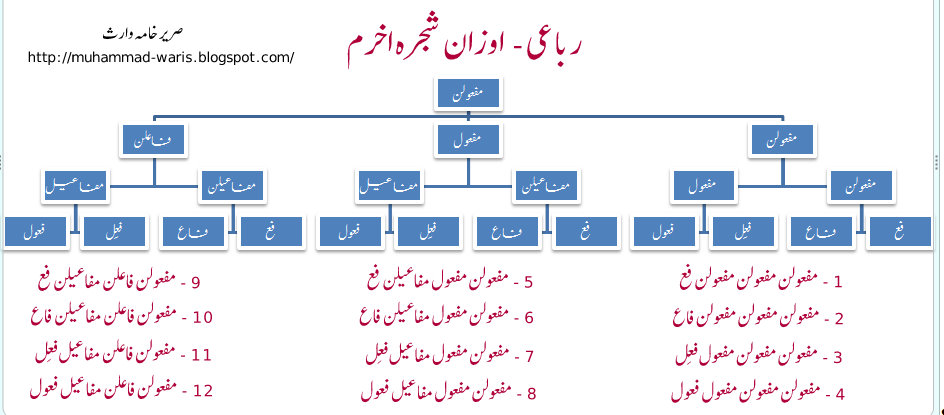 رباعی - اوزان شجرہ اخرم
صریرِ خامہ وارث
http://muhammad-waris.blogspot.com/
مفعولن
مفعولن مفعول فاعلن
مفعولن مفعول مفاعیلن مفاعیل مفاعیلن مفاعیل
فع فاع فعِل فعول فع فاع فعِل فعول فع فاع فعِل فعول
1 - مفعولن مفعولن مفعولن فع
2 - مفعولن مفعولن مفعولن فاع
3 - مفعولن مفعولن مفعول فعِل
4 - مفعولن مفعولن مفعول فعول
5 - مفعولن مفعول مفاعیلن فع
6 - مفعولن مفعول مفاعیلن فاع
7 - مفعولن مفعول مفاعیل فعِل
8 - مفعولن مفعول مفاعیل فعول
9 - مفعولن فاعلن مفاعیلن فع
10 - مفعولن فاعلن مفاعیلن فاع
11 - مفعولن فاعلن مفاعیل فعِل
12 - مفعولن فاعلن مفاعیل فعول